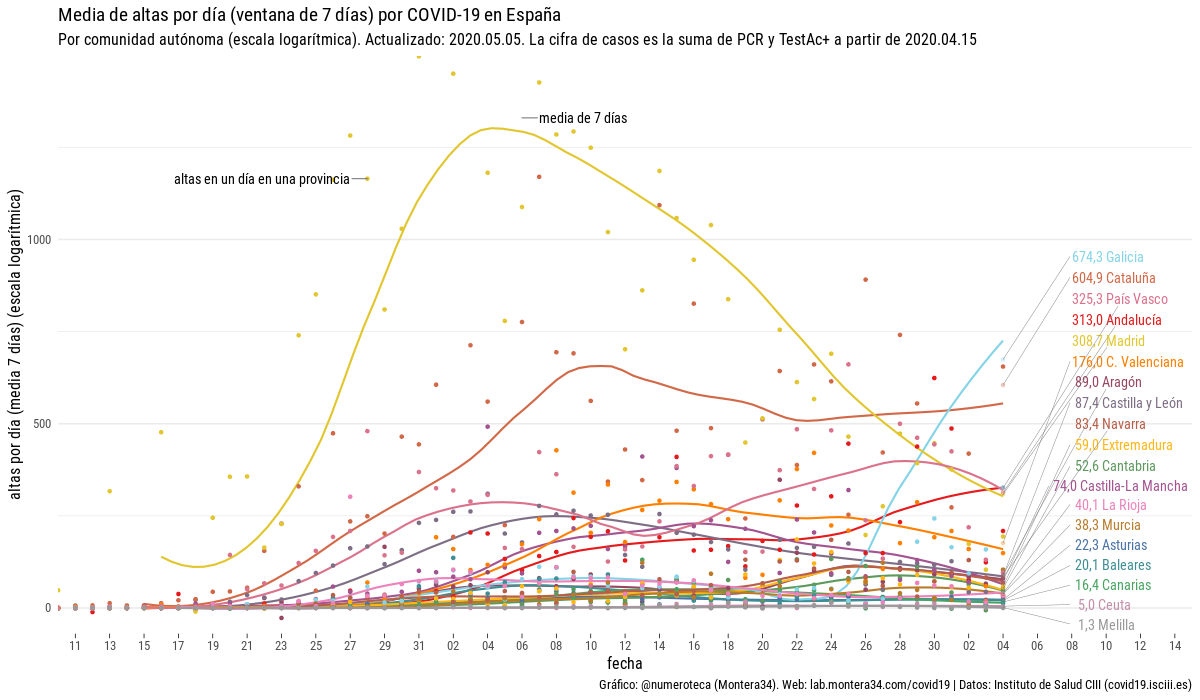 Media de altas por día (ventana de 7 días) por COVID-19 en España
Por comunidad autónoma (escala logarítmica). Actualizado: 2020.05.05. La cifra de casos es la suma de PCR y TestAc+ a partir de 2020.04.15
altas por día (media 7 días) (escala logarítmica)
media de 7 días
altas en un día en una provincia
1000
500
0
674,3 Galicia
604,9 Cataluña
325,3 País Vasco
313,0 Andalucía
308,7 Madrid
176,0 C. Valenciana
89,0 Aragón
87,4 Castilla y León
83,4 Navarra
59,0 Extremadura
52,6 Cantabria
74,0 Castilla-La Mancha
40,1 La Rioja
38,3 Murcia
22,3 Asturias
20,1 Baleares
16,4 Canarias
5,0 Ceuta
1,3 Melilla
11 13 15 17 19 21 23 25 27 29 31 02 04 06 08 10 12 14 16 18 20 22 24 26 28 30 02 04 06 08 10 12 14
fecha
Gráfico: @numeroteca (Montera34). Web: lab.montera34.com/covid19 | Datos: Instituto de Salud CIII (covid19.isciii.es)